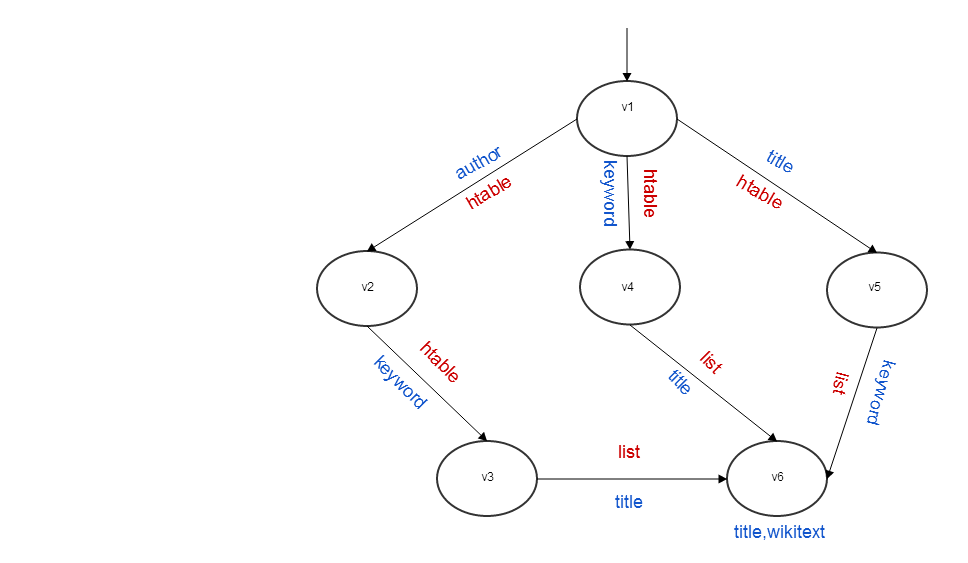 v1
author
htable
keyword
htable
title
htable
v2
v4
v5
htable
keyword
list
title
list
keyword
list
v3
v6
title
title,wikitext